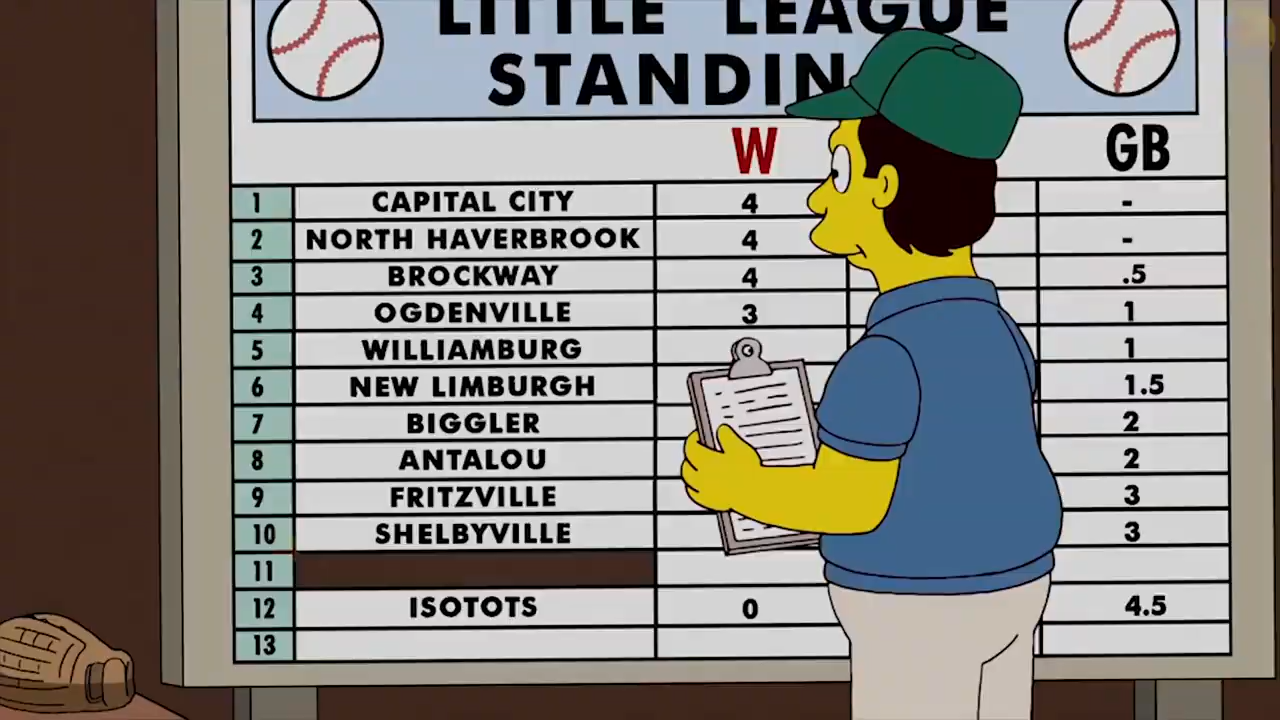 LITTLE LEAGUE
STANDIN
W GB
1 CAPITAL CITY 4 -
2 NORTH HAVERBROOK 4 -
3 BROCKWAY 4 .5
4 OGDENVILLE 3 1
5 WILLIAMBURG 1
6 NEW LIMBURGH 1.5
7 BIGGLER 2
8 ANTALOU 2
9 FRITZVILLE 3
10 SHELBYVILLE 3
11
12 ISOTOTS 0 4.5
13